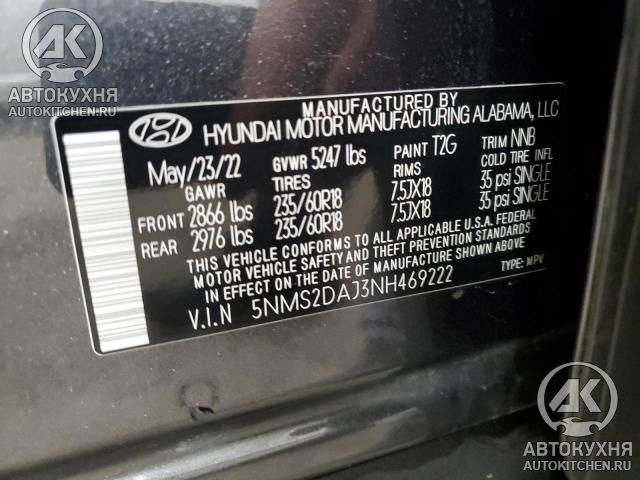 АК
АВТОКУХНЯ
AUTOKITCHEN.RU
MANUFACTURED BY
HYUNDAI MOTOR MANUFACTURING ALABAMA, LLC
May/23/22 GVWR 5247 lbs PAINT T2G TRIM NNB
GAWR TIRES RIMS COLD TIRE INFL
FRONT 2866 lbs 235/60R18 7.5JX18 35 psi SINGLE
REAR 2976 lbs 235/60R18 7.5JX18 35 psi SINGLE
THIS VEHICLE CONFORMS TO ALL APPLICABLE U.S.A. FEDERAL
MOTOR VEHICLE SAFETY AND THEFT PREVENTION STANDARDS
IN EFFECT ON THE DATE OF MANUFACTURE SHOWN ABOVE.
V.I.N 5NMS2DAJ3NH469222 TYPE: MPV
АК
АВТОКУХНЯ
AUTOKITCHEN.RU